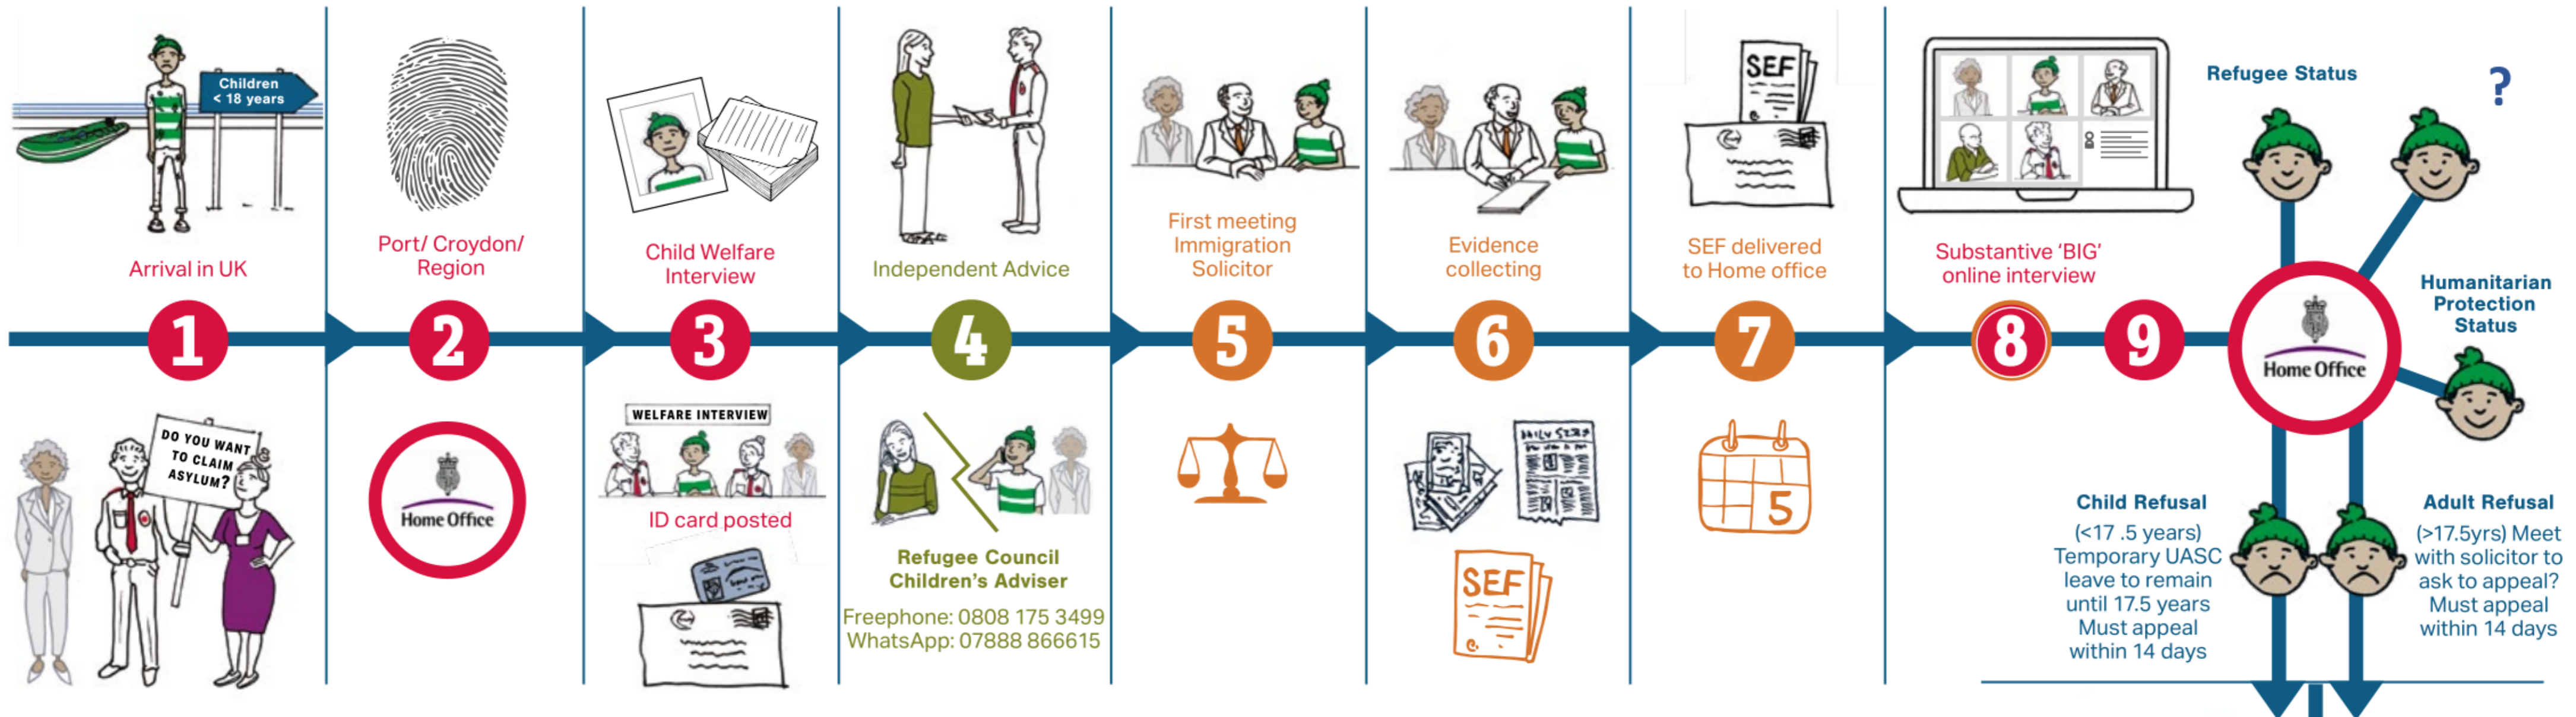 Children
< 18 years
Arrival in UK
1
DO YOU WANT
TO CLAIM
ASYLUM?
Port/ Croydon/
Region
2
Home Office
Child Welfare
Interview
3
WELFARE INTERVIEW
ID card posted
Independent Advice
4
Refugee Council
Children's Adviser
Freephone: 0808 175 3499
WhatsApp: 07888 866615
First meeting
Immigration
Solicitor
5
Evidence
collecting
6
SEF
SEF
SEF delivered
to Home office
7
5
Substantive ‘BIG’
online interview
8
9
Refugee Status
?
Humanitarian
Protection
Status
Home Office
Child Refusal
(<17 .5 years)
Temporary UASC
leave to remain
until 17.5 years
Must appeal
within 14 days
Adult Refusal
(>17.5yrs) Meet
with solicitor to
ask to appeal?
Must appeal
within 14 days